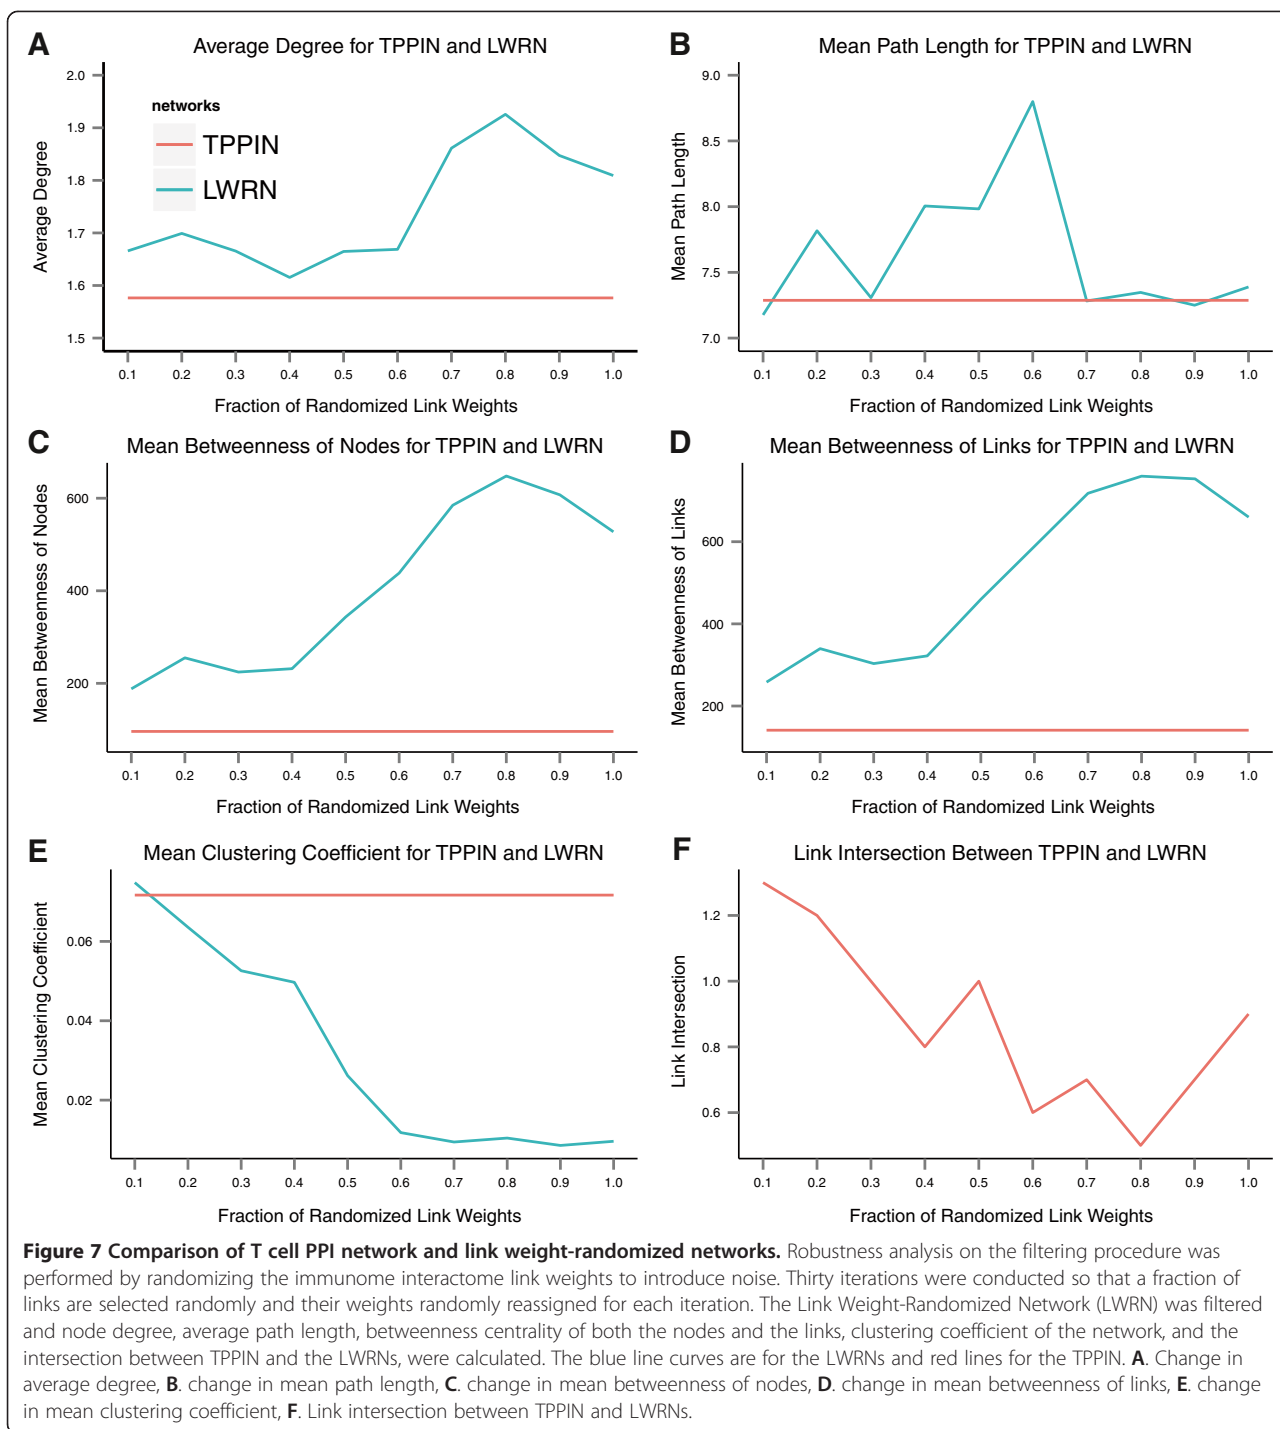 A
Average Degree for TPPIN and LWRN
2.0
1.9
1.8
1.7
1.6
1.5
Average Degree
networks
TPPIN
LWRN
0.1 0.2 0.3 0.4 0.5 0.6 0.7 0.8 0.9 1.0
Fraction of Randomized Link Weights
B
Mean Path Length for TPPIN and LWRN
9.0
8.5
8.0
7.5
7.0
Mean Path Length
0.1 0.2 0.3 0.4 0.5 0.6 0.7 0.8 0.9 1.0
Fraction of Randomized Link Weights
C
Mean Betweenness of Nodes for TPPIN and LWRN
600
400
200
Mean Betweenness of Nodes
0.1 0.2 0.3 0.4 0.5 0.6 0.7 0.8 0.9 1.0
Fraction of Randomized Link Weights
D
Mean Betweenness of Links for TPPIN and LWRN
600
400
200
Mean Betweenness of Links
0.1 0.2 0.3 0.4 0.5 0.6 0.7 0.8 0.9 1.0
Fraction of Randomized Link Weights
E
Mean Clustering Coefficient for TPPIN and LWRN
0.06
0.04
0.02
Mean Clustering Coefficient
0.1 0.2 0.3 0.4 0.5 0.6 0.7 0.8 0.9 1.0
Fraction of Randomized Link Weights
F
Link Intersection Between TPPIN and LWRN
1.2
1.0
0.8
0.6
Link Intersection
0.1 0.2 0.3 0.4 0.5 0.6 0.7 0.8 0.9 1.0
Fraction of Randomized Link Weights
Figure 7 Comparison of T cell PPI network and link weight-randomized networks. Robustness analysis on the filtering procedure was
performed by randomizing the immunome interactome link weights to introduce noise. Thirty iterations were conducted so that a fraction of
links are selected randomly and their weights randomly reassigned for each iteration. The Link Weight-Randomized Network (LWRN) was filtered
and node degree, average path length, betweenness centrality of both the nodes and the links, clustering coefficient of the network, and the
intersection between TPPIN and the LWRNs, were calculated. The blue line curves are for the LWRNs and red lines for the TPPIN. A. Change in
average degree, B. change in mean path length, C. change in mean betweenness of nodes, D. change in mean betweenness of links, E. change
in mean clustering coefficient, F. Link intersection between TPPIN and LWRNs.